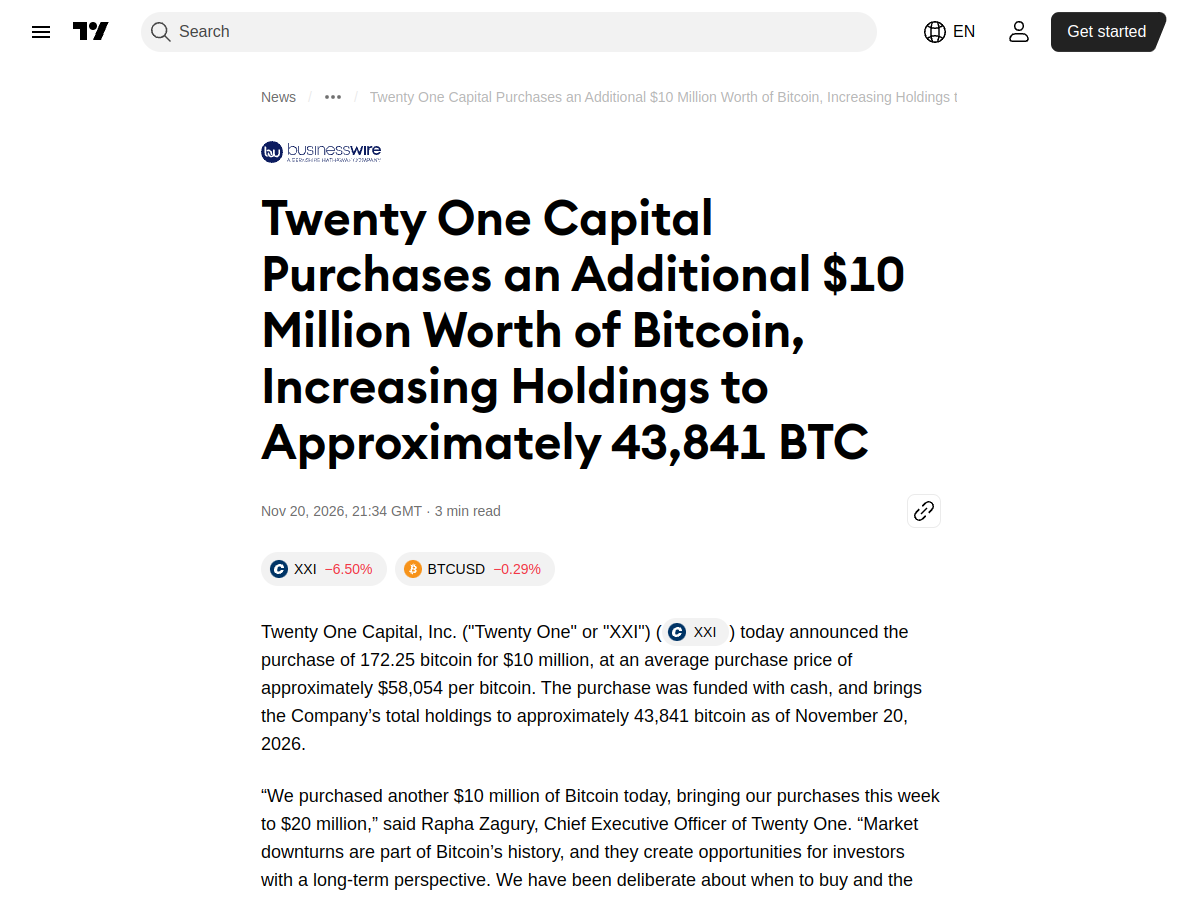 Search
EN
Get started
News / ••• / Twenty One Capital Purchases an Additional $10 Million Worth of Bitcoin, Increasing Holdings t
businesswire
A BERKSHIRE HATHAWAY COMPANY
Twenty One Capital
Purchases an Additional $10
Million Worth of Bitcoin,
Increasing Holdings to
Approximately 43,841 BTC
Nov 20, 2026, 21:34 GMT · 3 min read
XXI −6.50% BTCUSD −0.29%
Twenty One Capital, Inc. ("Twenty One" or "XXI") ( XXI ) today announced the
purchase of 172.25 bitcoin for $10 million, at an average purchase price of
approximately $58,054 per bitcoin. The purchase was funded with cash, and brings
the Company’s total holdings to approximately 43,841 bitcoin as of November 20,
2026.
“We purchased another $10 million of Bitcoin today, bringing our purchases this week
to $20 million,” said Rapha Zagury, Chief Executive Officer of Twenty One. “Market
downturns are part of Bitcoin’s history, and they create opportunities for investors
with a long-term perspective. We have been deliberate about when to buy and the